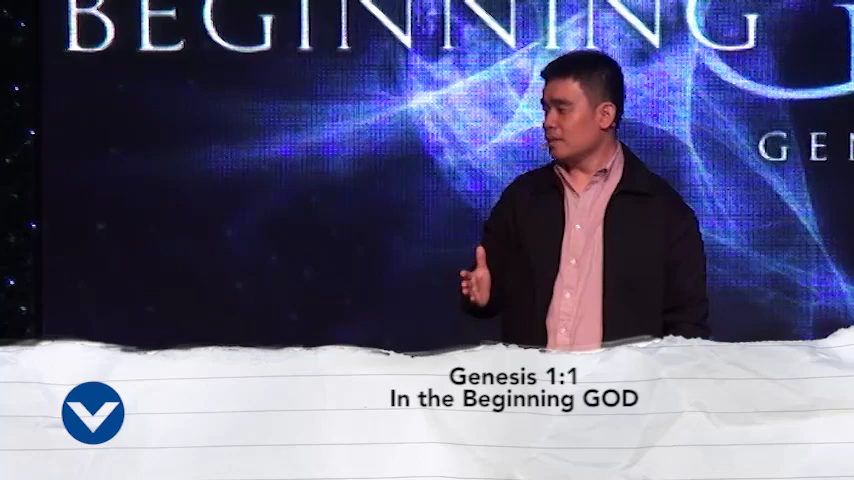 BEGINNING G
GEN
Genesis 1:1
In the Beginning GOD